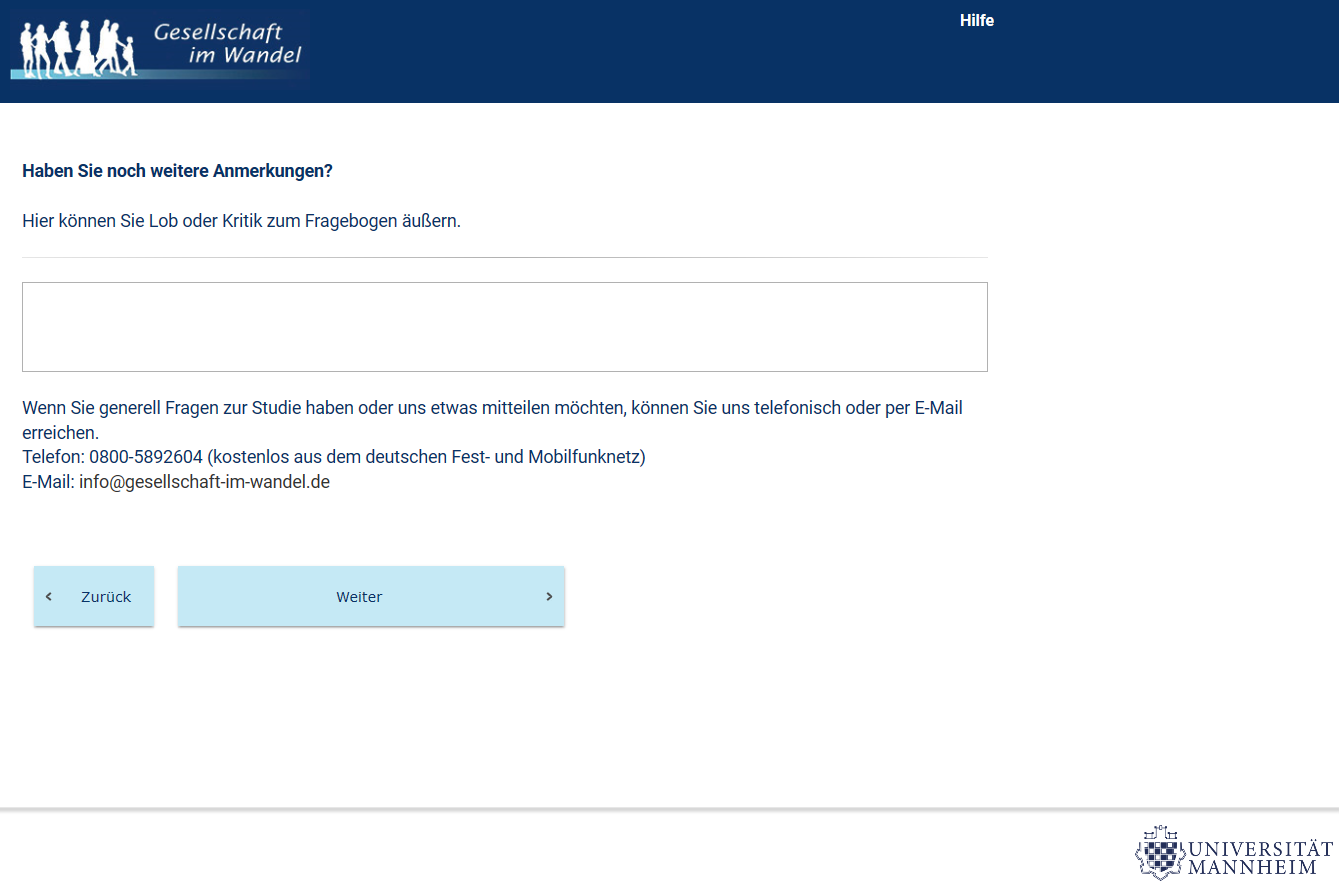 Gesellschaft
im Wandel
Hilfe
Haben Sie noch weitere Anmerkungen?
Hier können Sie Lob oder Kritik zum Fragebogen äußern.
Wenn Sie generell Fragen zur Studie haben oder uns etwas mitteilen möchten, können Sie uns telefonisch oder per E-Mail
erreichen.
Telefon: 0800-5892604 (kostenlos aus dem deutschen Fest- und Mobilfunknetz)
E-Mail: info@gesellschaft-im-wandel.de
Zurück
Weiter
UNIVERSITÄT
MANNHEIM